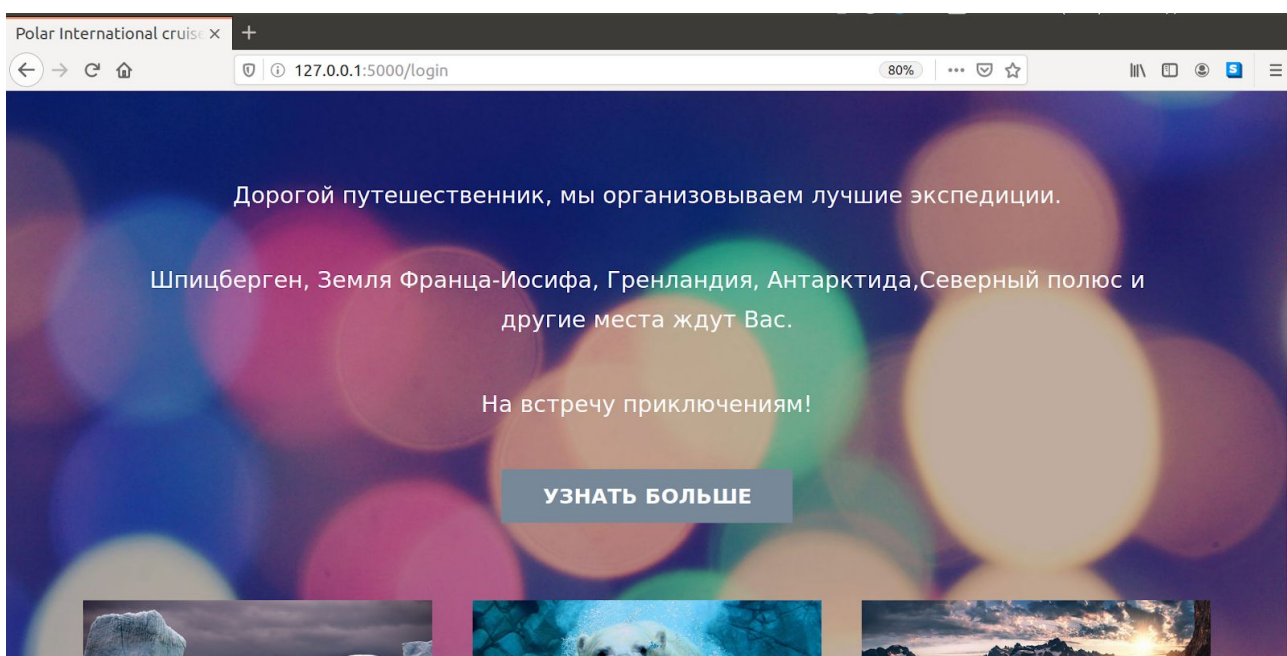 Polar International cruise
127.0.0.1:5000/login
80%
Дорогой путешественник, мы организовываем лучшие экспедиции.
Шпицберген, Земля Франца-Иосифа, Гренландия, Антарктида,Северный полюс и
другие места ждут Вас.
На встречу приключениям!
УЗНАТЬ БОЛЬШЕ